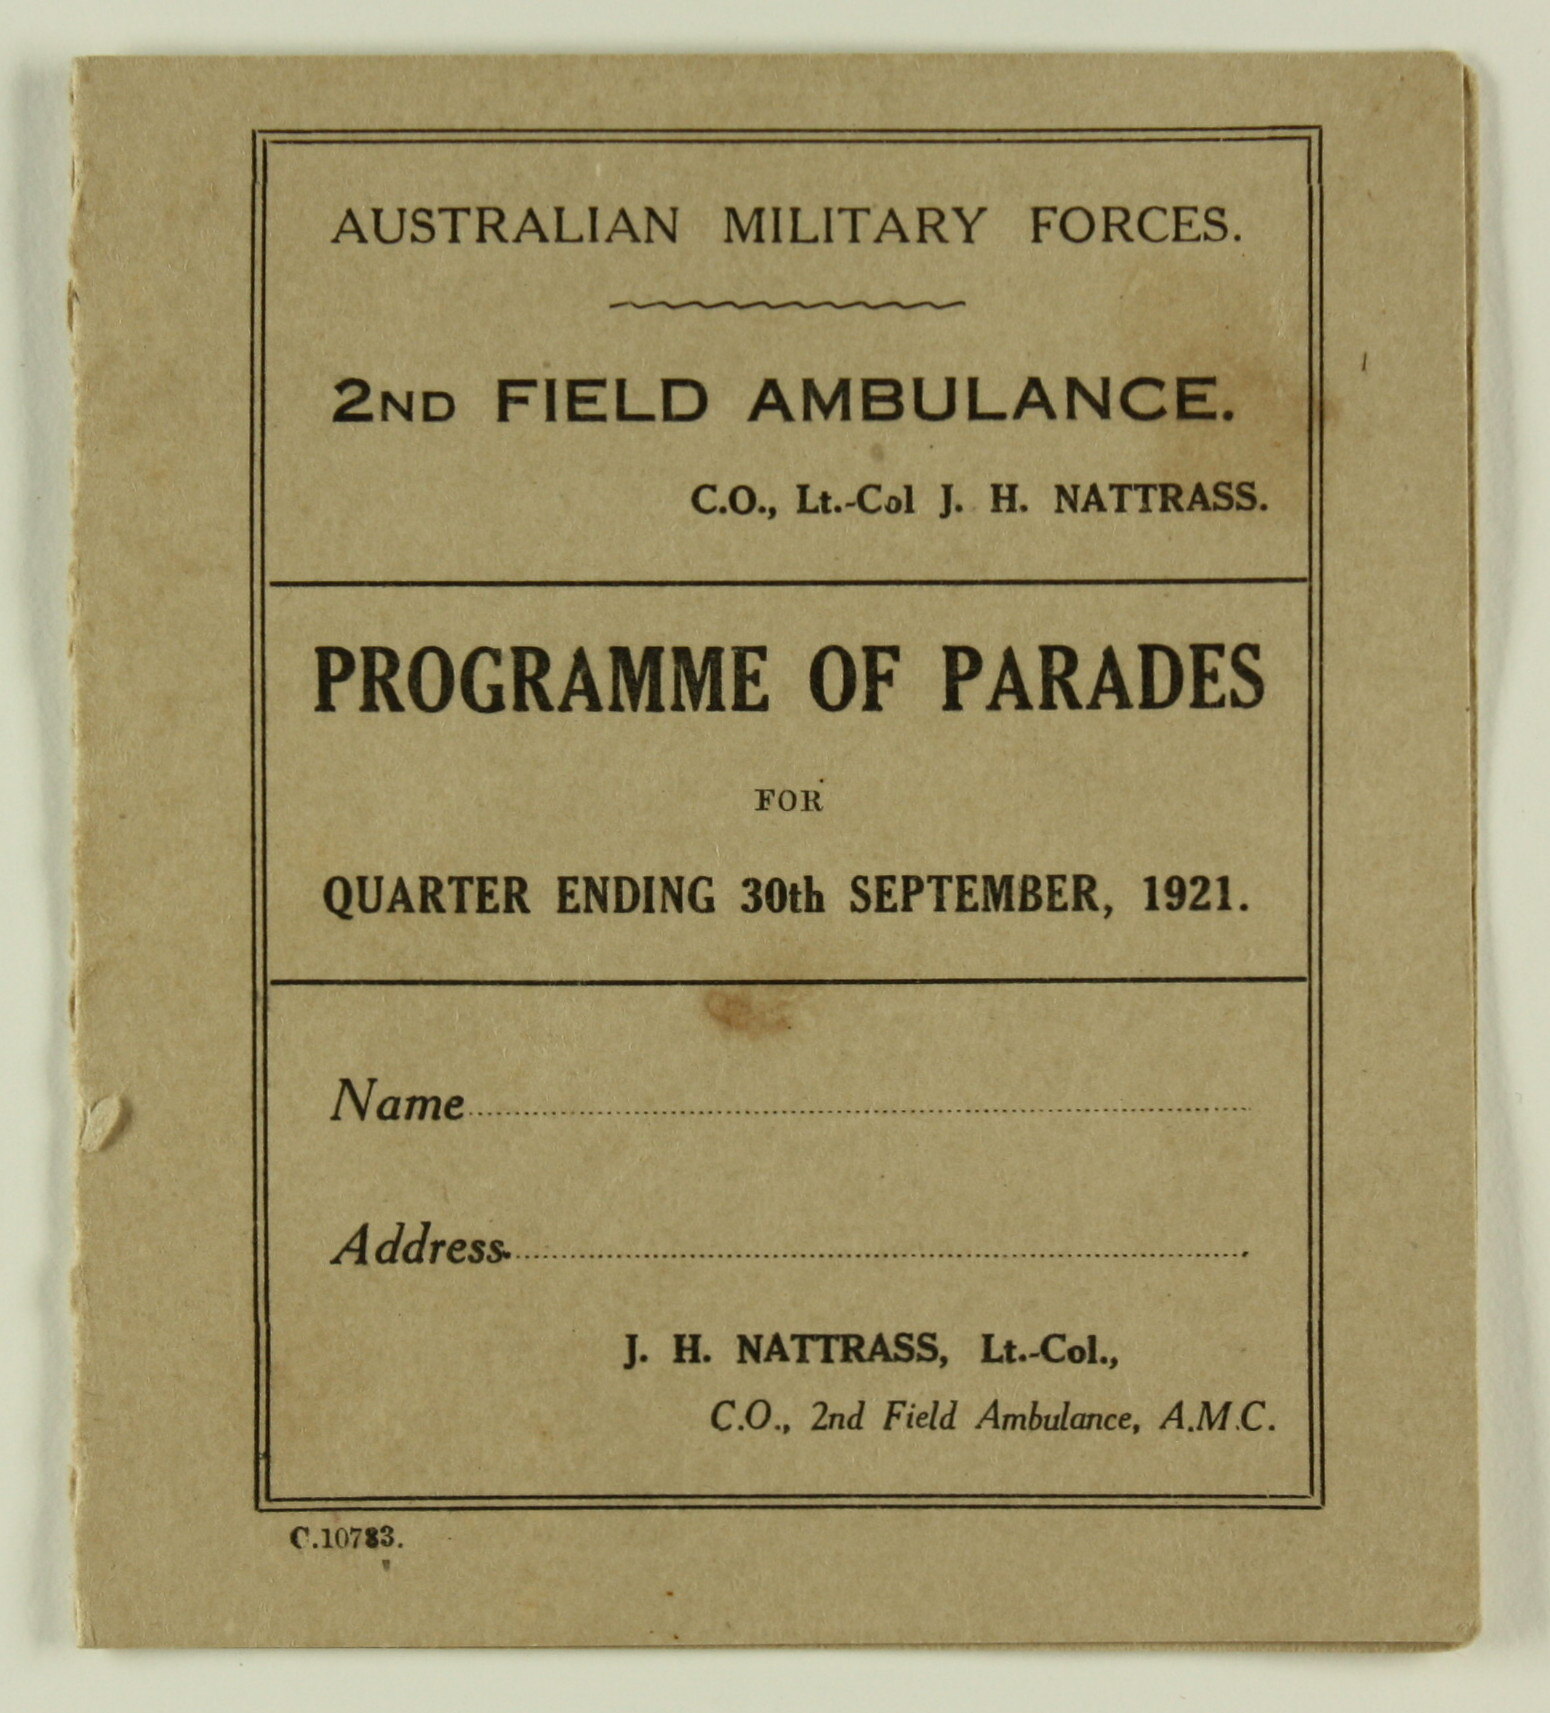 AUSTRALIAN MILITARY FORCES.
2ND FIELD AMBULANCE.
C.O., Lt.-Col J. H. NATTRASS.
PROGRAMME OF PARADES
FOR
QUARTER ENDING 30th SEPTEMBER, 1921.
Name
Address
J. H. NATTRASS, Lt.-Col.,
C.O., 2nd Field Ambulance, A.M.C.
C.10783.